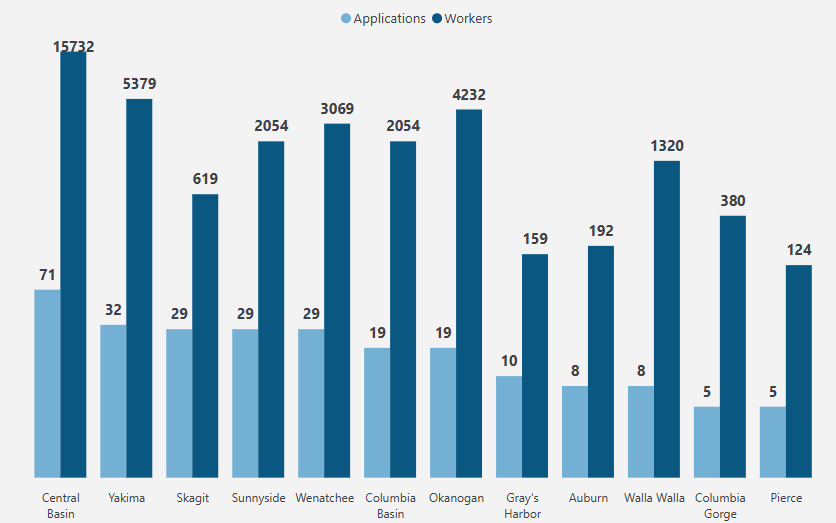 Applications Workers
15732
5379
4232
3069
2054
2054
1320
619
380
159
192
124
71
32
29
29
29
19
19
10
8
8
5
5
Central Basin
Yakima
Skagit
Sunnyside
Wenatchee
Columbia Basin
Okanogan
Gray's Harbor
Auburn
Walla Walla
Columbia Gorge
Pierce